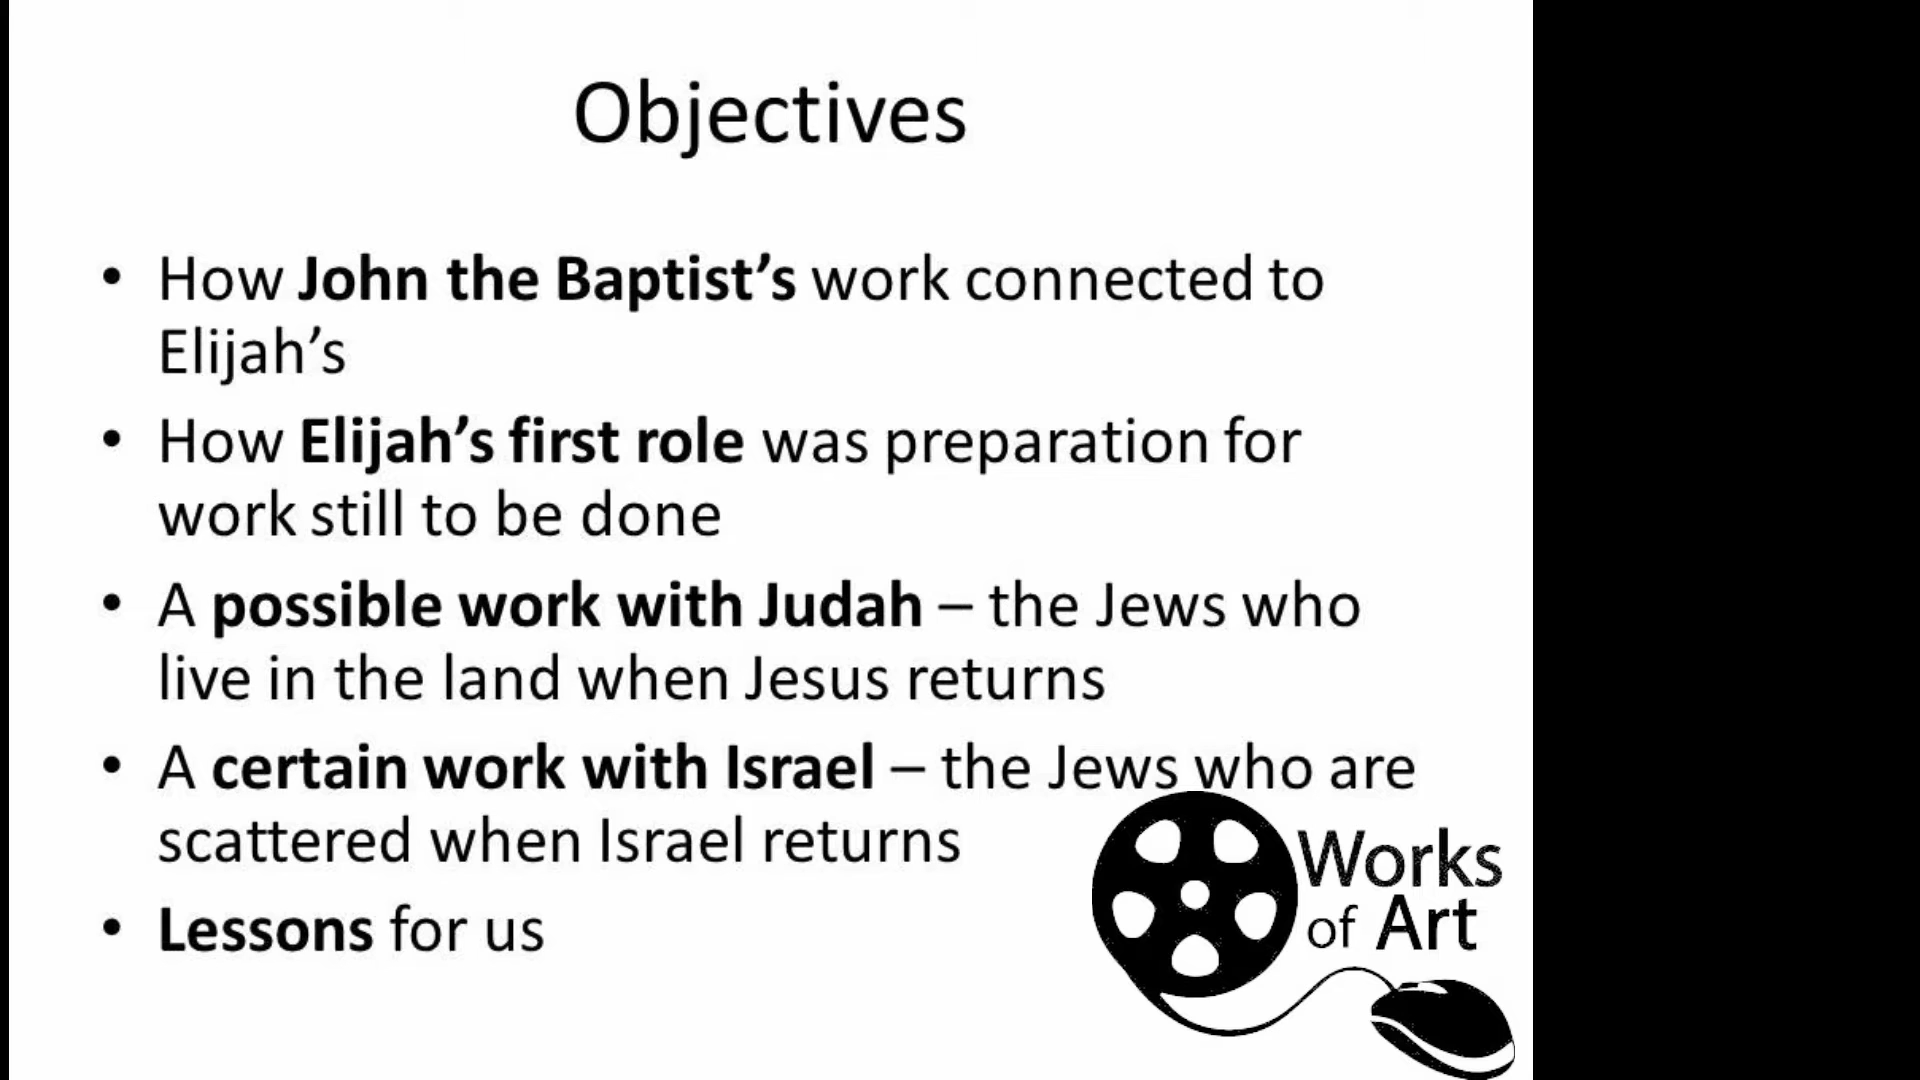 Objectives
• How John the Baptist’s work connected to
Elijah’s
• How Elijah’s first role was preparation for
work still to be done
• A possible work with Judah – the Jews who
live in the land when Jesus returns
• A certain work with Israel – the Jews who are
scattered when Israel returns
• Lessons for us
Works
of Art